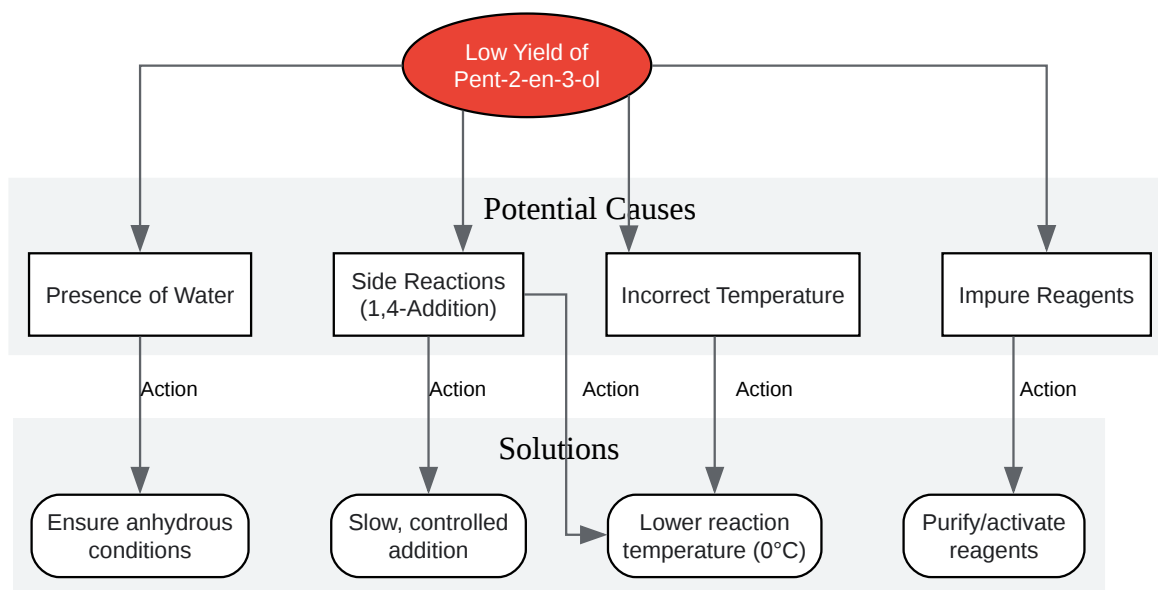 Low Yield of
Pent-2-en-3-ol
Potential Causes
Presence of Water
Side Reactions
(1,4-Addition)
Incorrect Temperature
Impure Reagents
Action
Action
Action
Action
Action
Solutions
Ensure anhydrous
conditions
Slow, controlled
addition
Lower reaction
temperature (0°C)
Purify/activate
reagents